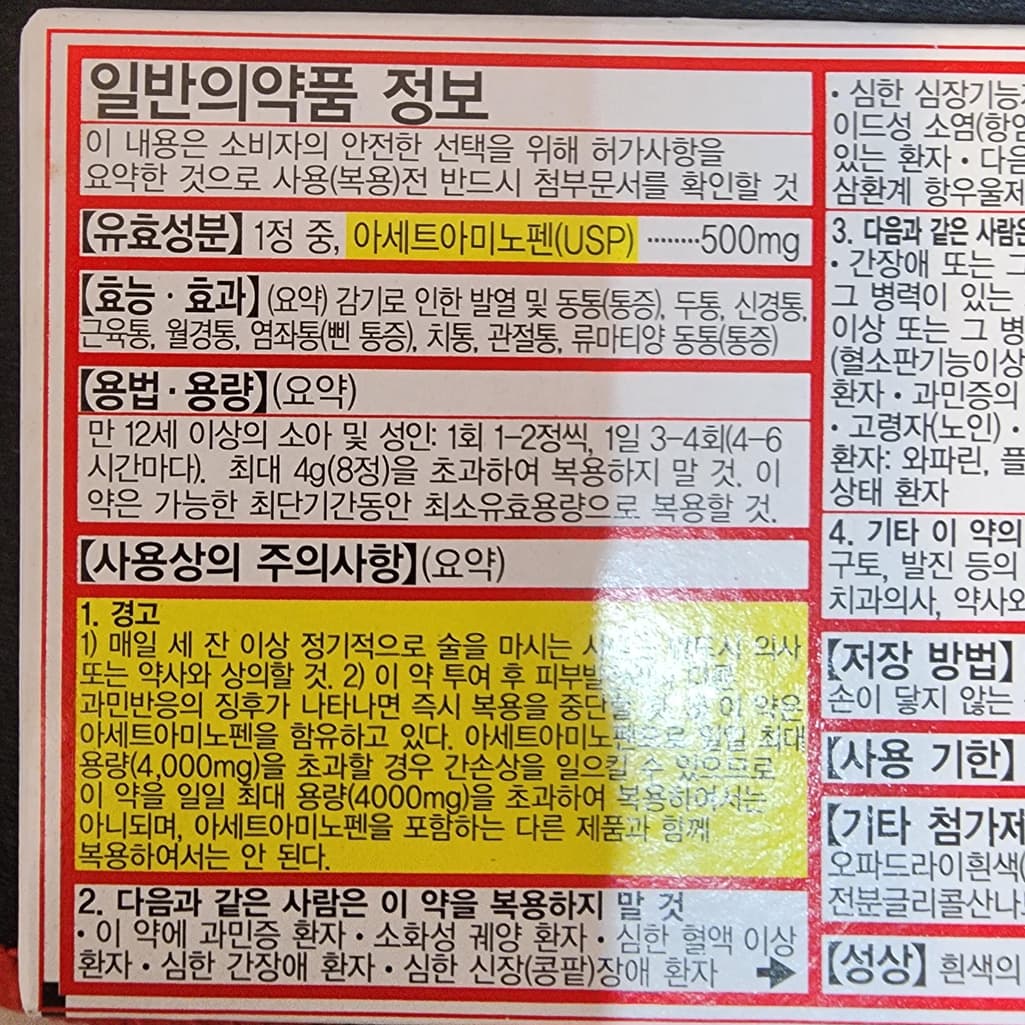 일반의약품 정보
이 내용은 소비자의 안전한 선택을 위해 허가사항을
요약한 것으로 사용(복용)전 반드시 첨부문서를 확인할 것
【유효성분】 1정 중, 아세트아미노펜(USP) ········500mg
【효능 · 효과】 (요약) 감기로 인한 발열 및 동통(통증), 두통, 신경통,
근육통, 월경통, 염좌통(삔 통증), 치통, 관절통, 류마티양 동통(통증)
【용법 · 용량】 (요약)
만 12세 이상의 소아 및 성인: 1회 1–2정씩, 1일 3–4회(4–6
시간마다). 최대 4g(8정)을 초과하여 복용하지 말 것. 이
약은 가능한 최단기간동안 최소유효용량으로 복용할 것.
【사용상의 주의사항】(요약)
1. 경고
1) 매일 세 잔 이상 정기적으로 술을 마시는 의사
또는 약사와 상의할 것. 2) 이 약 투여 후
과민반응의 징후가 나타나면 즉시 복용을 이 약은
아세트아미노펜을 함유하고 있다. 아세트아미노펜으로 일일 최대
용량(4,000mg)을 초과할 경우 간손상을 일으킬 수 있으므로
이 약을 일일 최대 용량(4000mg)을 초과하여 복용하여서는
아니되며, 아세트아미노펜을 포함하는 다른 제품과 함께
복용하여서는 안 된다.
2. 다음과 같은 사람은 이 약을 복용하지 말 것
• 이 약에 과민증 환자 • 소화성 궤양 환자 • 심한 혈액 이상
환자 • 심한 간장애 환자 • 심한 신장(콩팥)장애 환자
• 심한 심장기능
이드성 소염(항염
있는 환자 • 다음
삼환계 항우울제
3. 다음과 같은 사람은
• 간장애 또는 그
그 병력이 있는
이상 또는 그 병
(혈소판기능이상
환자 • 과민증의
• 고령자(노인) •
환자: 와파린, 플
상태 환자
4. 기타 이 약의
구토, 발진 등의
치과의사, 약사와
【저장 방법】
손이 닿지 않는
【사용 기한】
【기타 첨가제
오파드라이흰색(
전분글리콜산나
【성상】 흰색의